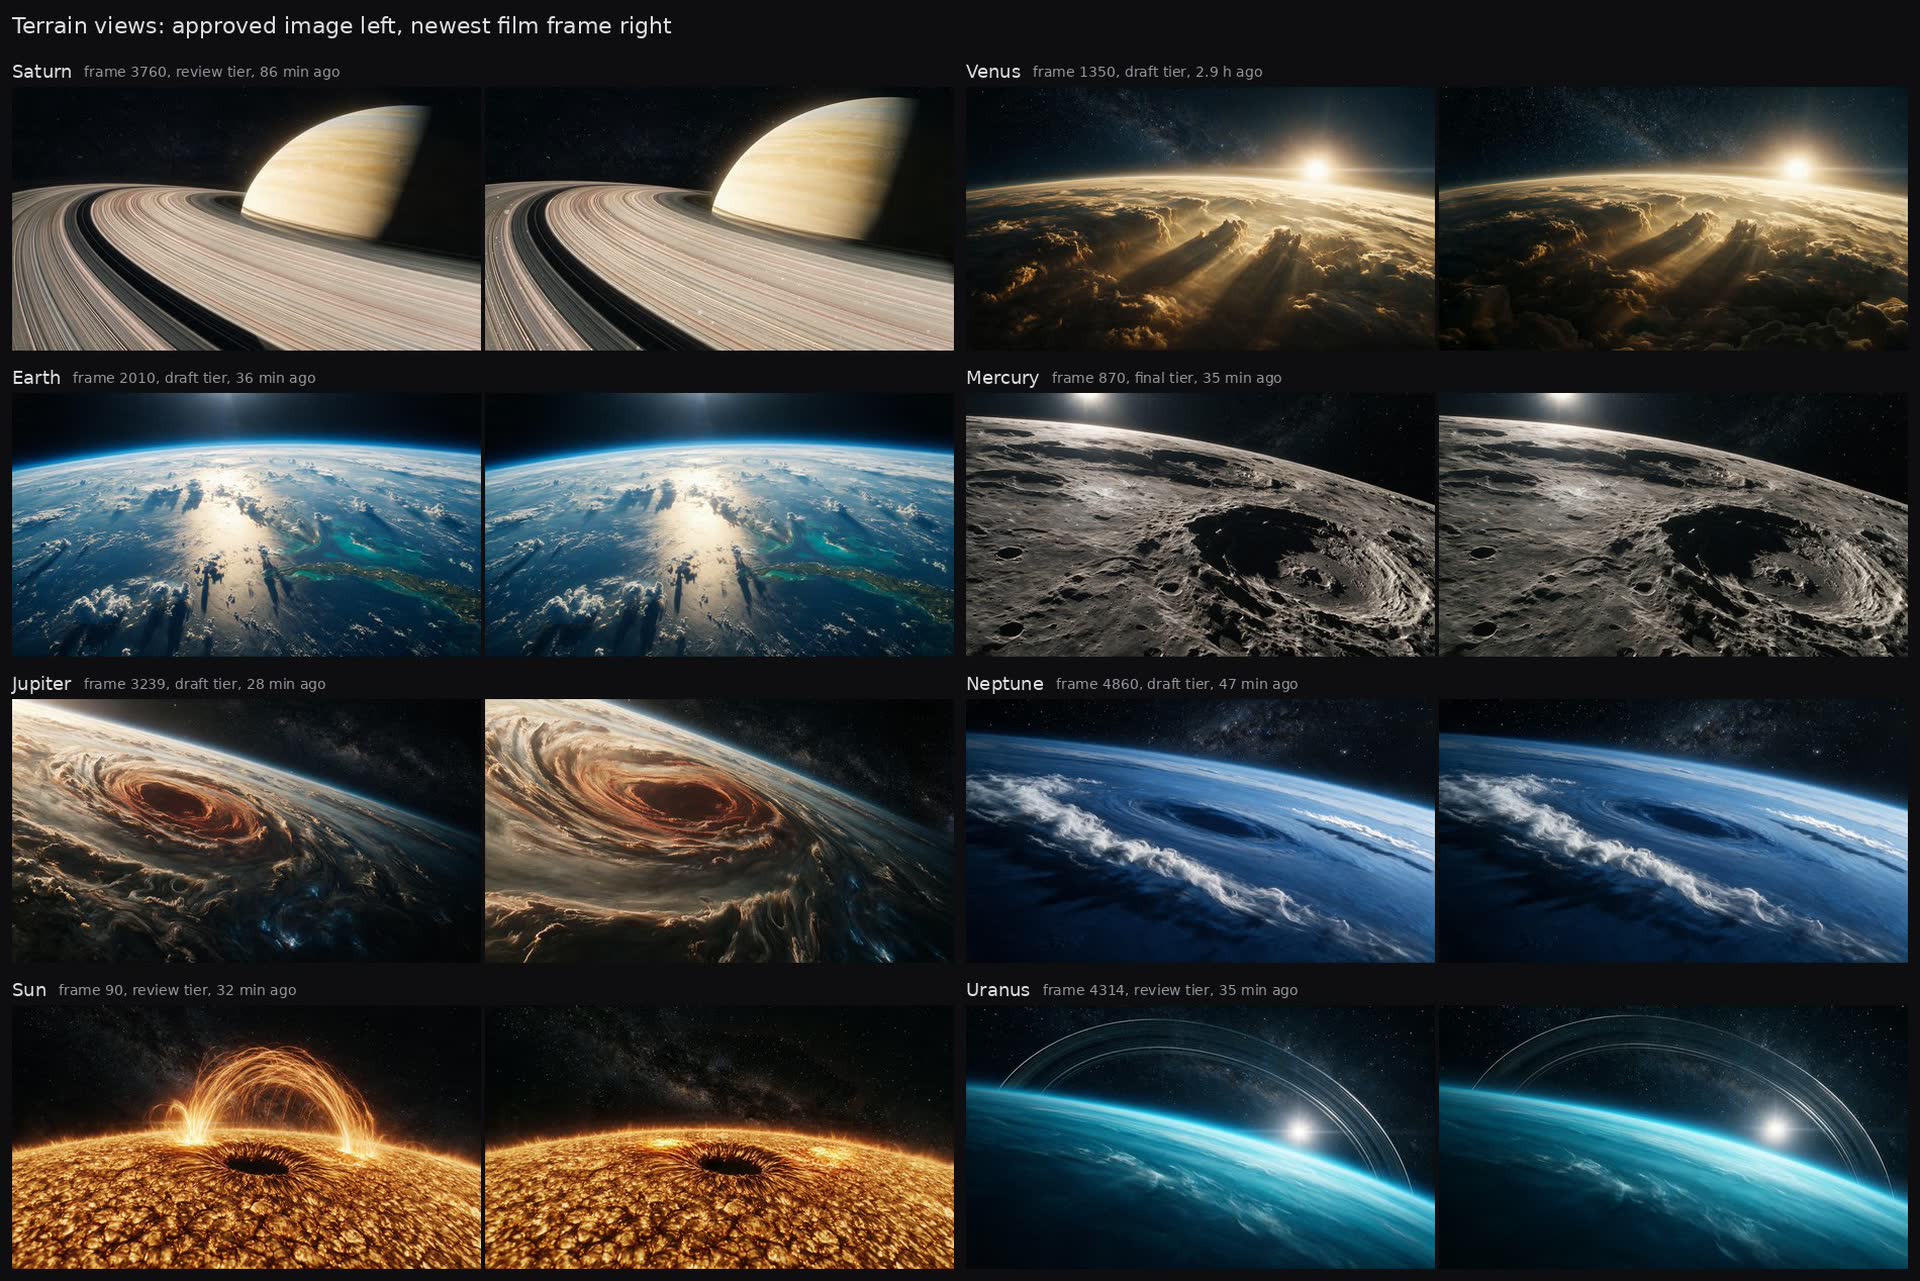 Terrain views: approved image left, newest film frame right
Saturn frame 3760, review tier, 86 min ago
Venus frame 1350, draft tier, 2.9 h ago
Earth frame 2010, draft tier, 36 min ago
Mercury frame 870, final tier, 35 min ago
Jupiter frame 3239, draft tier, 28 min ago
Neptune frame 4860, draft tier, 47 min ago
Sun frame 90, review tier, 32 min ago
Uranus frame 4314, review tier, 35 min ago